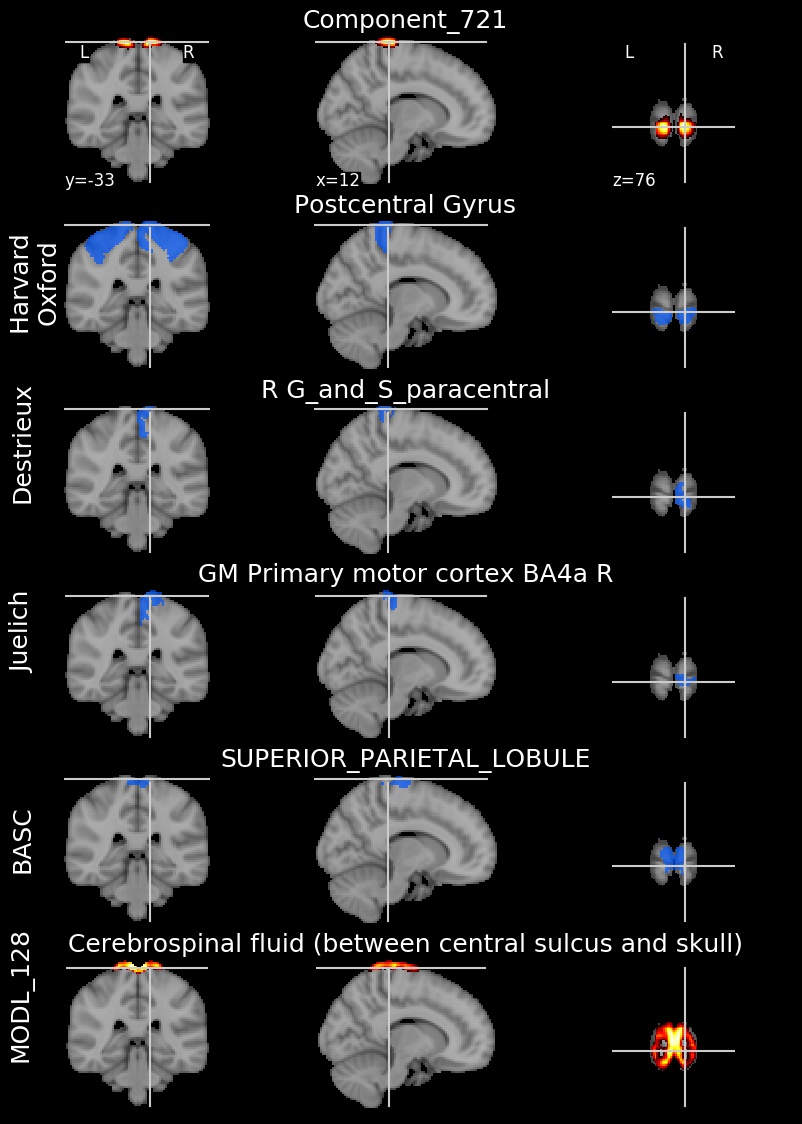 Component_721
L R
L R
y=-33
x=12
z=76
Postcentral Gyrus
Harvard
Oxford
R G_and_S_paracentral
Destrieux
GM Primary motor cortex BA4a R
Juelich
SUPERIOR_PARIETAL_LOBULE
BASC
Cerebrospinal fluid (between central sulcus and skull)
MODL_128